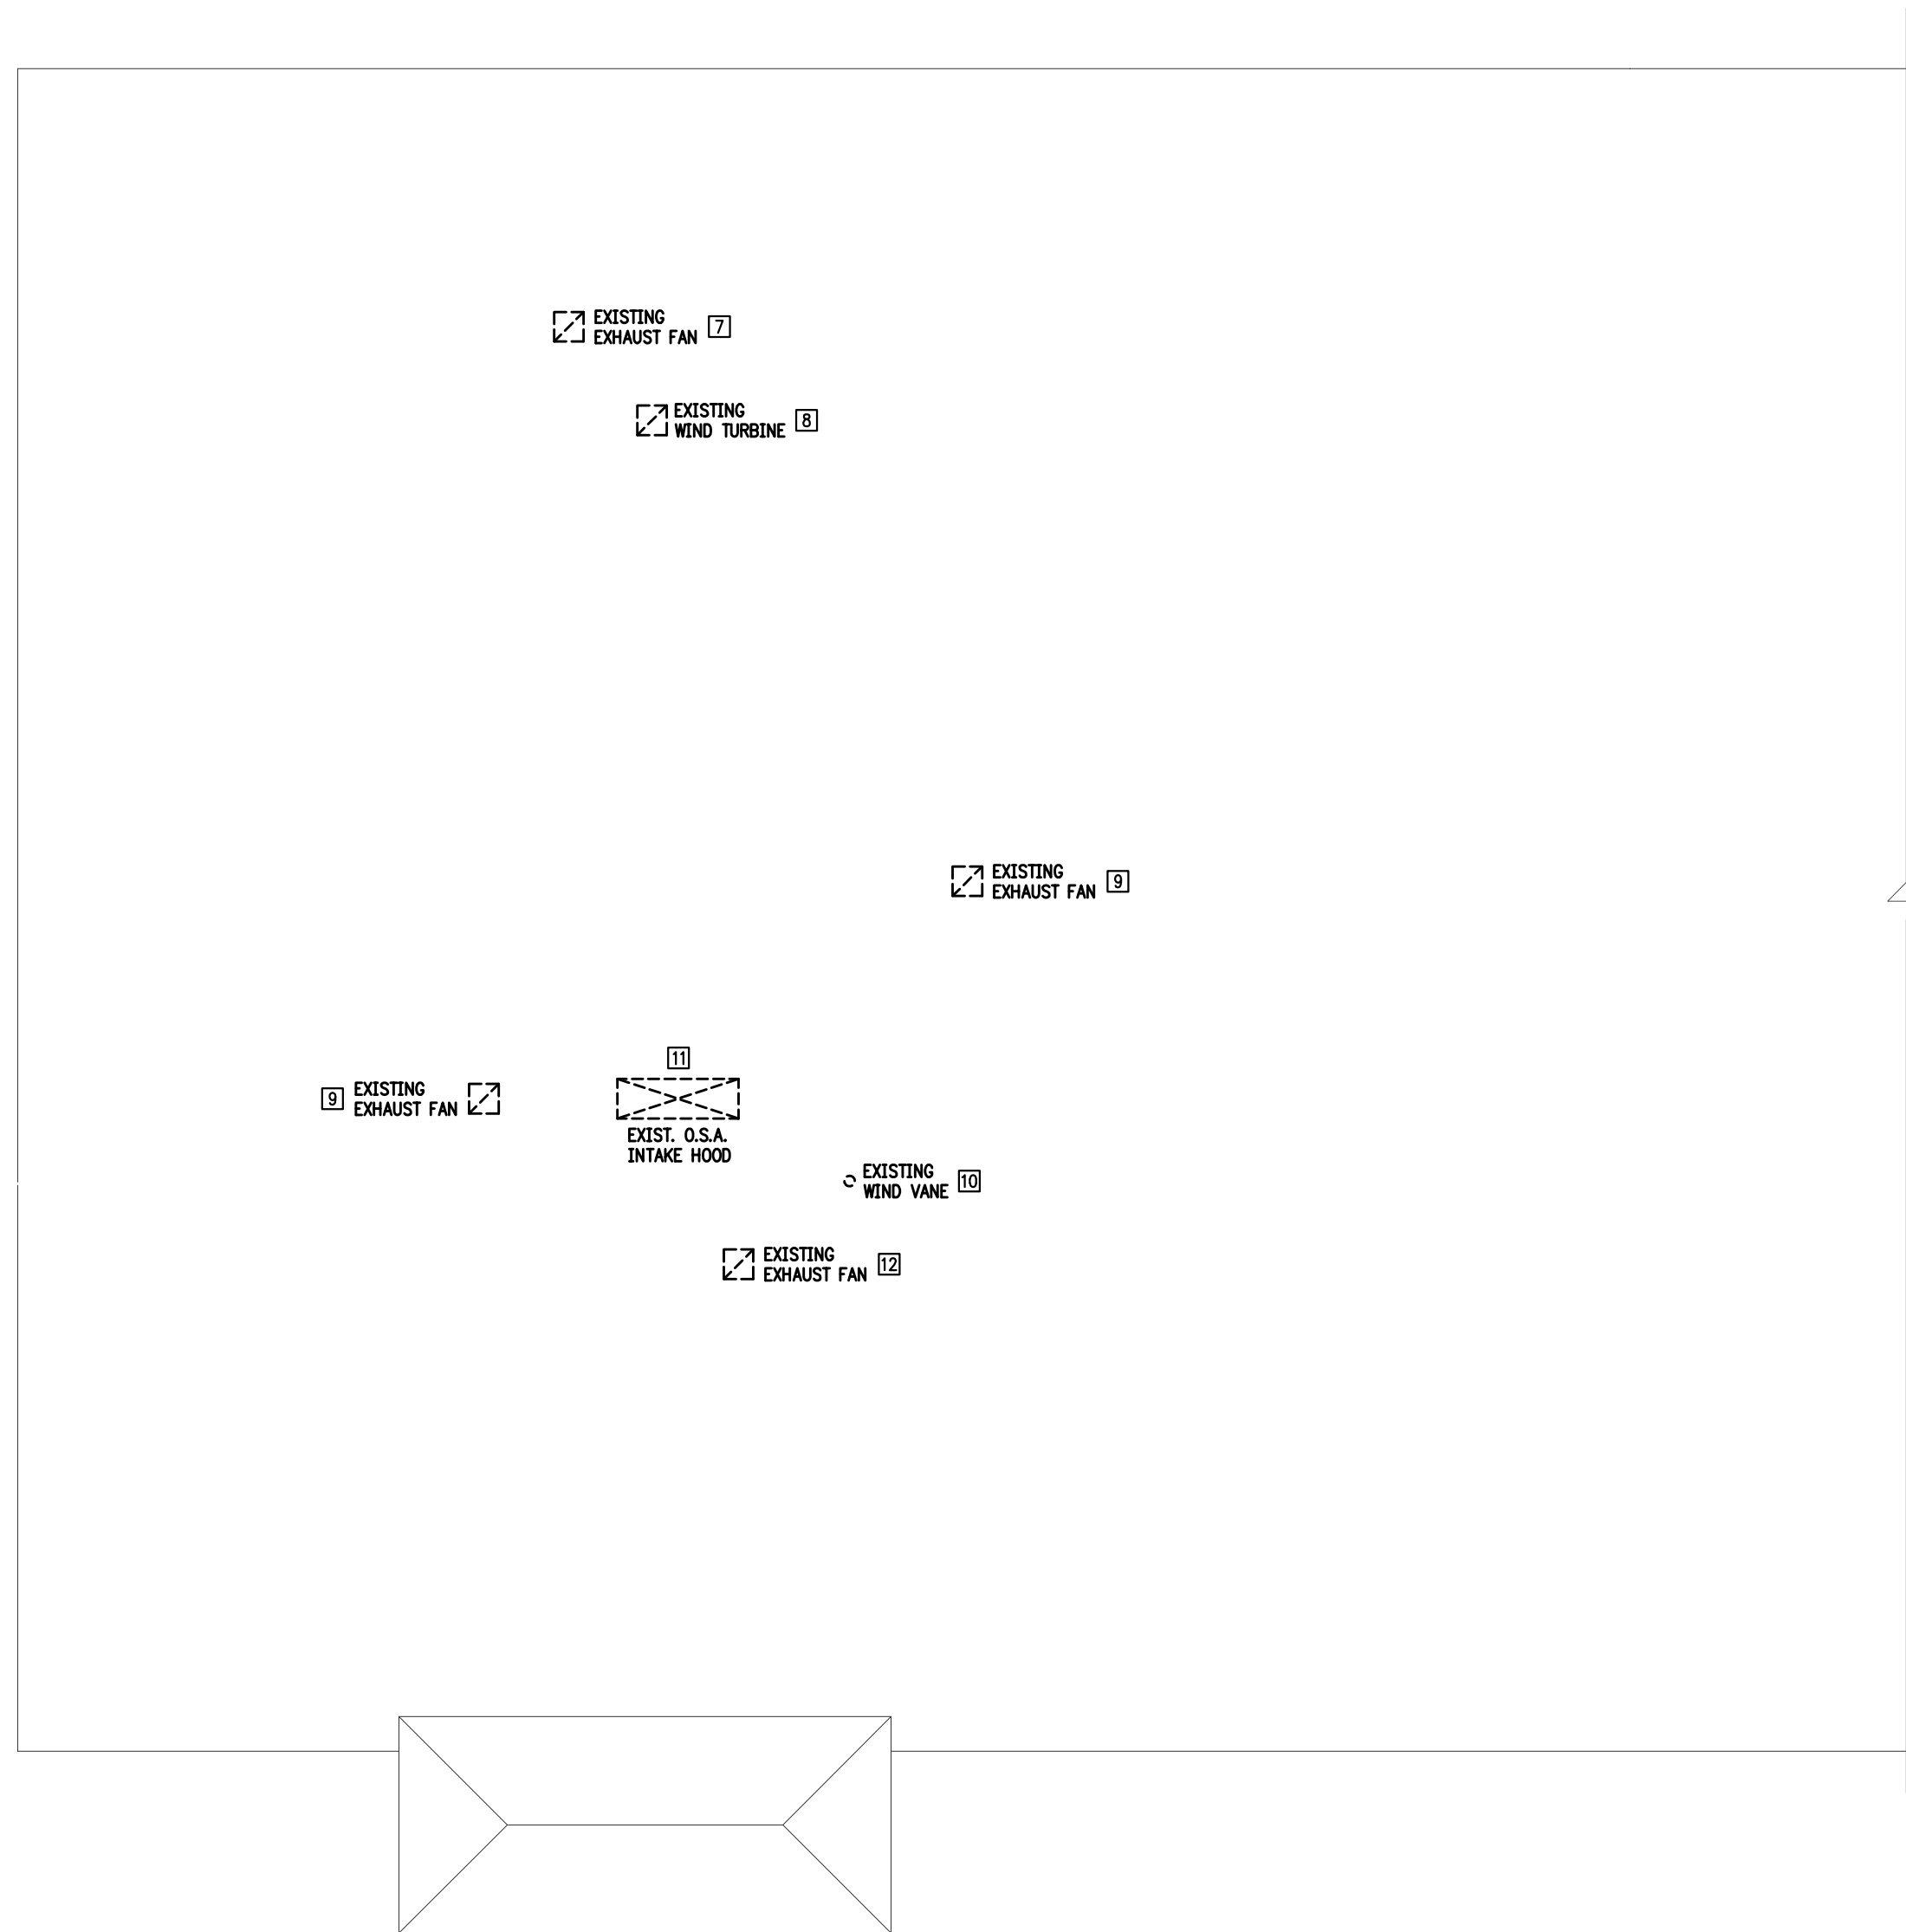 EXISTING
EXHAUST FAN
7
EXISTING
WIND TURBINE
8
EXISTING
EXHAUST FAN
9
11
9
EXISTING
EXHAUST FAN
EXIST. O.S.A.
INTAKE HOOD
EXISTING
WIND VANE
10
EXISTING
EXHAUST FAN
12